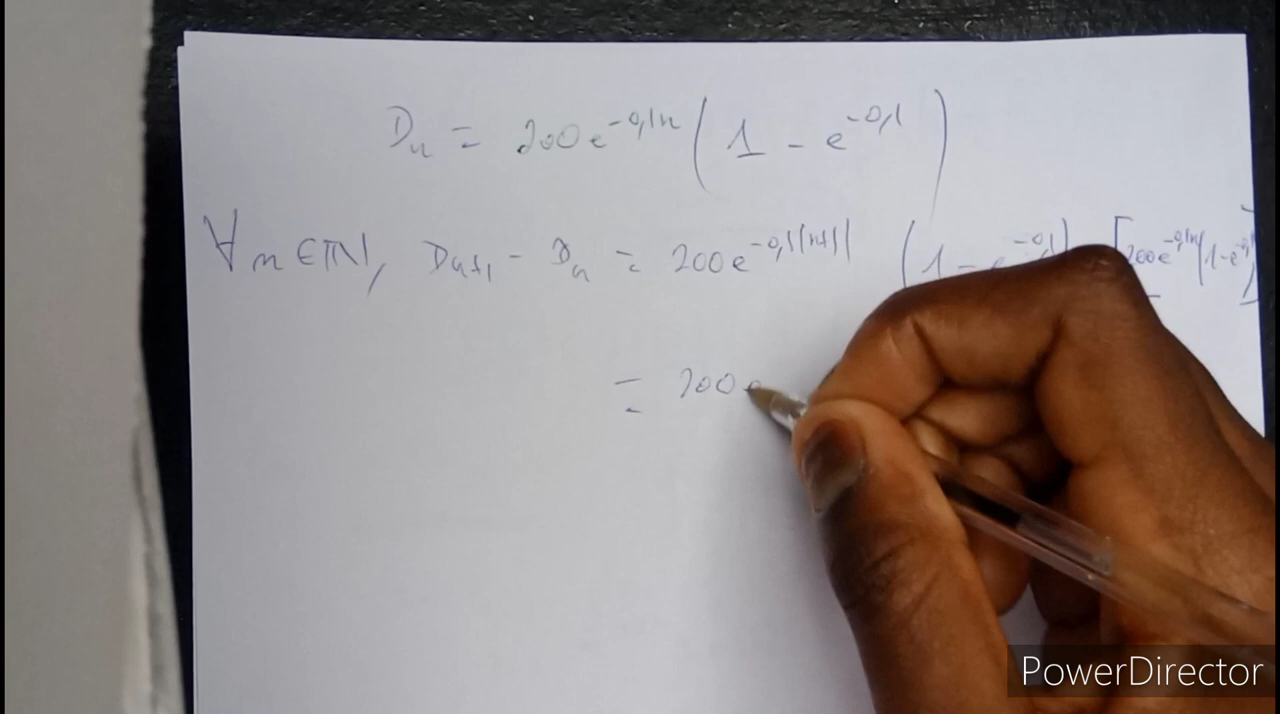 Dₙ = 200e^{-0,1n} ( 1 - e^{-0,1} )
∀n∈ℕ, Dₙ₊₁ - Dₙ = 200e^{-0,1(n+1)} (1 - e^{-0,1}) - [200e^{-0,1n}(1-e^{-0,1})]
= 200e
PowerDirector